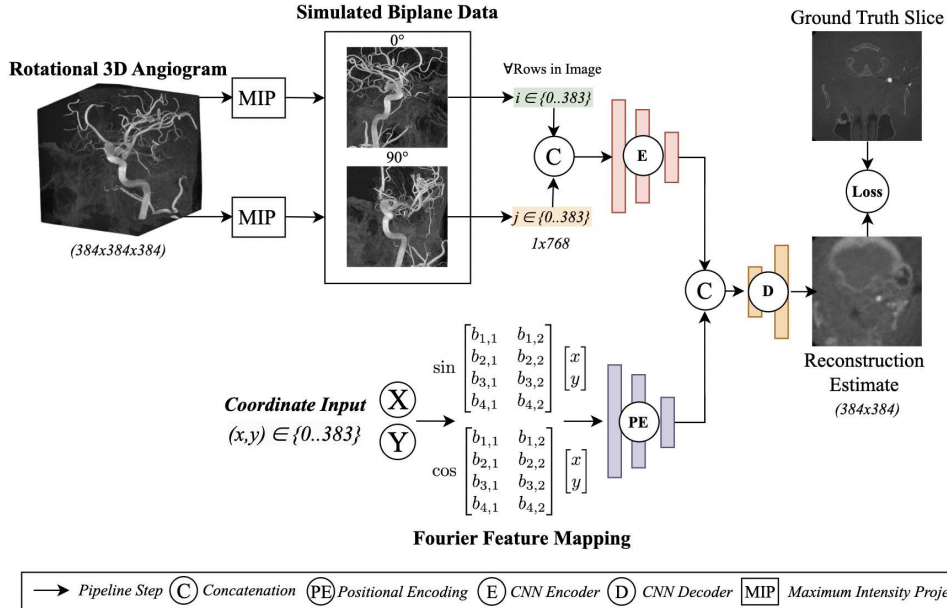 Simulated Biplane Data
Ground Truth Slice
0°
Rotational 3D Angiogram
MIP
∀Rows in Image
i ∈ {0..383}
C
E
90°
MIP
j ∈ {0..383}
1x768
(384x384x384)
Loss
C
D
Reconstruction
Estimate
(384x384)
Coordinate Input
(x,y) ∈ {0..383}
X
Y
sin
b1,1 b1,2
b2,1 b2,2
b3,1 b3,2
b4,1 b4,2
x
y
cos
b1,1 b1,2
b2,1 b2,2
b3,1 b3,2
b4,1 b4,2
x
y
PE
Fourier Feature Mapping
Pipeline Step C Concatenation PE Positional Encoding E CNN Encoder D CNN Decoder MIP Maximum Intensity Proje